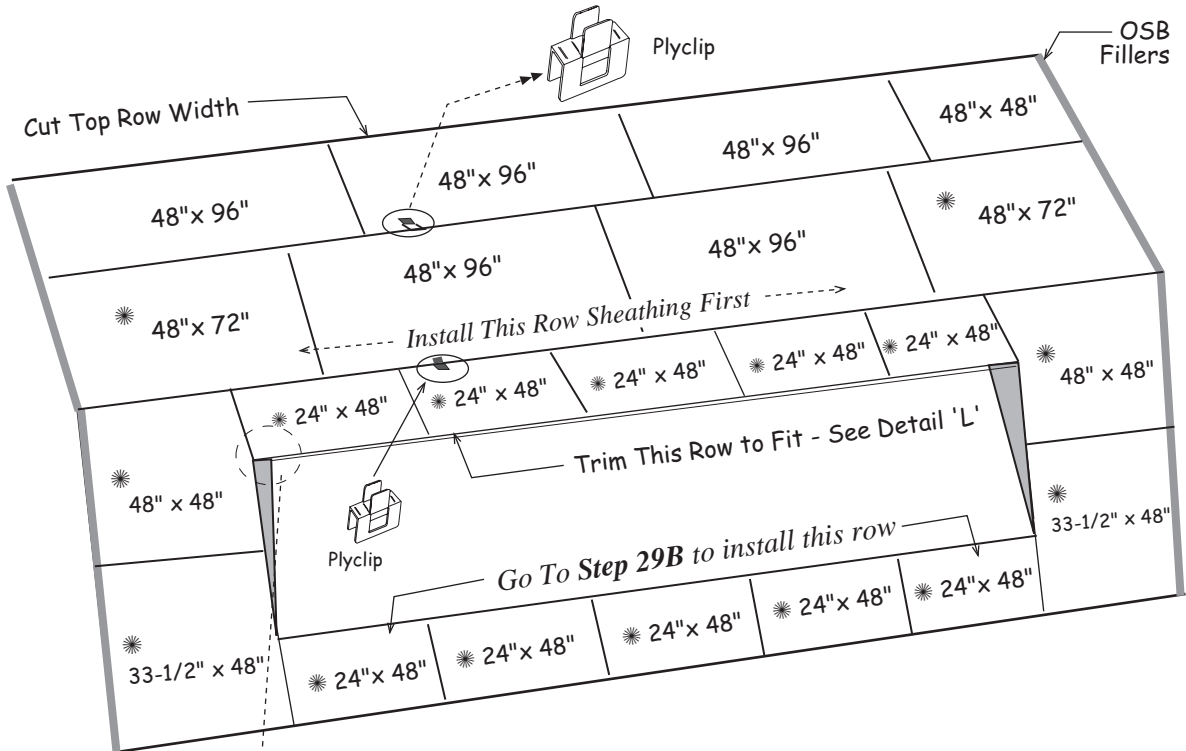 Plyclip
OSB
Fillers
Cut Top Row Width
48"x 96"
48"x 96"
48"x 96"
48"x 48"
48"x 72"
48"x 96"
48"x 96"
48"x 72"
Install This Row Sheathing First
24" x 48"
24" x 48"
24" x 48"
24" x 48"
24" x 48"
48" x 48"
48" x 48"
Trim This Row to Fit - See Detail 'L'
Plyclip
33-1/2" x 48"
33-1/2" x 48"
Go To Step 29B to install this row
24"x 48"
24"x 48"
24"x 48"
24"x 48"
24"x 48"